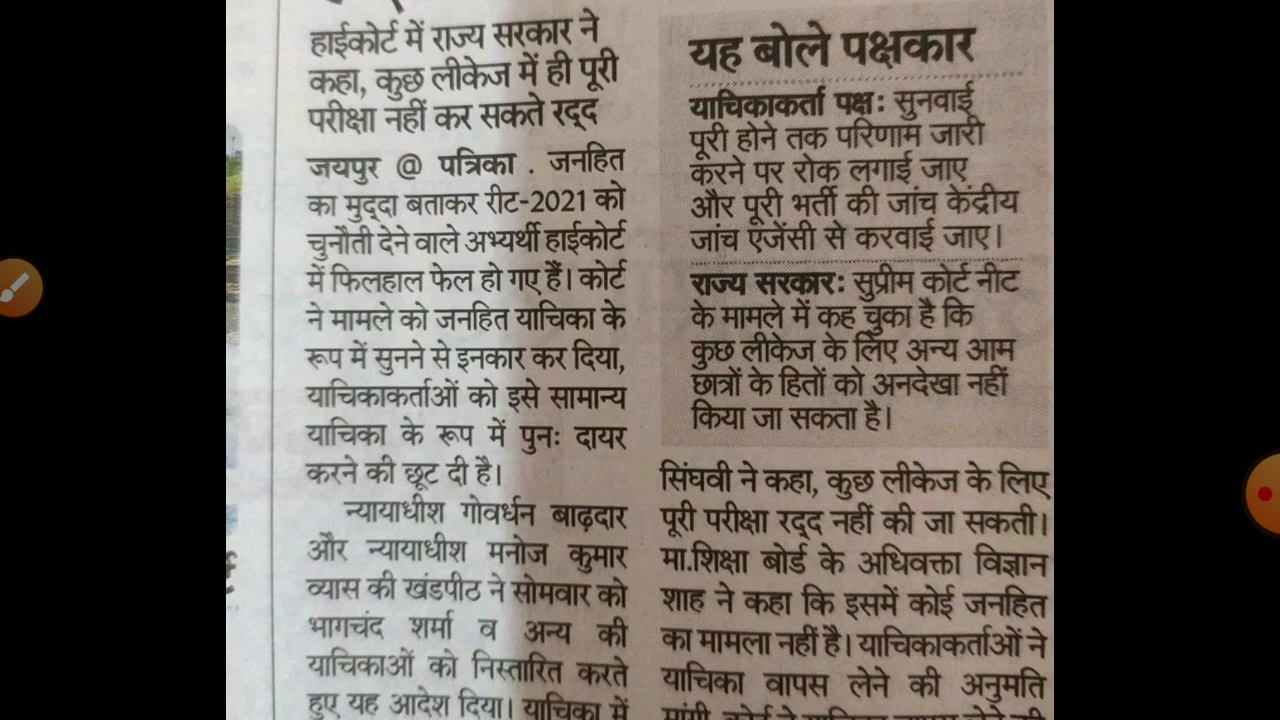 हाईकोर्ट में राज्य सरकार ने
कहा, कुछ लीकेज में ही पूरी
परीक्षा नहीं कर सकते रद्द
जयपुर @ पत्रिका . जनहित
का मुद्दा बताकर रीट-2021 को
चुनौती देने वाले अभ्यर्थी हाईकोर्ट
में फिलहाल फेल हो गए हैं। कोर्ट
ने मामले को जनहित याचिका के
रूप में सुनने से इनकार कर दिया,
याचिकाकर्ताओं को इसे सामान्य
याचिका के रूप में पुनः दायर
करने की छूट दी है।
न्यायाधीश गोवर्धन बाढ़दार
और न्यायाधीश मनोज कुमार
व्यास की खंडपीठ ने सोमवार को
भागचंद शर्मा व अन्य की
याचिकाओं को निस्तारित करते
हुए यह आदेश दिया। याचिका में
यह बोले पक्षकार
याचिकाकर्ता पक्ष: सुनवाई
पूरी होने तक परिणाम जारी
करने पर रोक लगाई जाए
और पूरी भर्ती की जांच केंद्रीय
जांच एजेंसी से करवाई जाए।
राज्य सरकार: सुप्रीम कोर्ट नीट
के मामले में कह चुका है कि
कुछ लीकेज के लिए अन्य आम
छात्रों के हितों को अनदेखा नहीं
किया जा सकता है।
सिंघवी ने कहा, कुछ लीकेज के लिए
पूरी परीक्षा रद्द नहीं की जा सकती।
मा.शिक्षा बोर्ड के अधिवक्ता विज्ञान
शाह ने कहा कि इसमें कोई जनहित
का मामला नहीं है। याचिकाकर्ताओं ने
याचिका वापस लेने की अनुमति